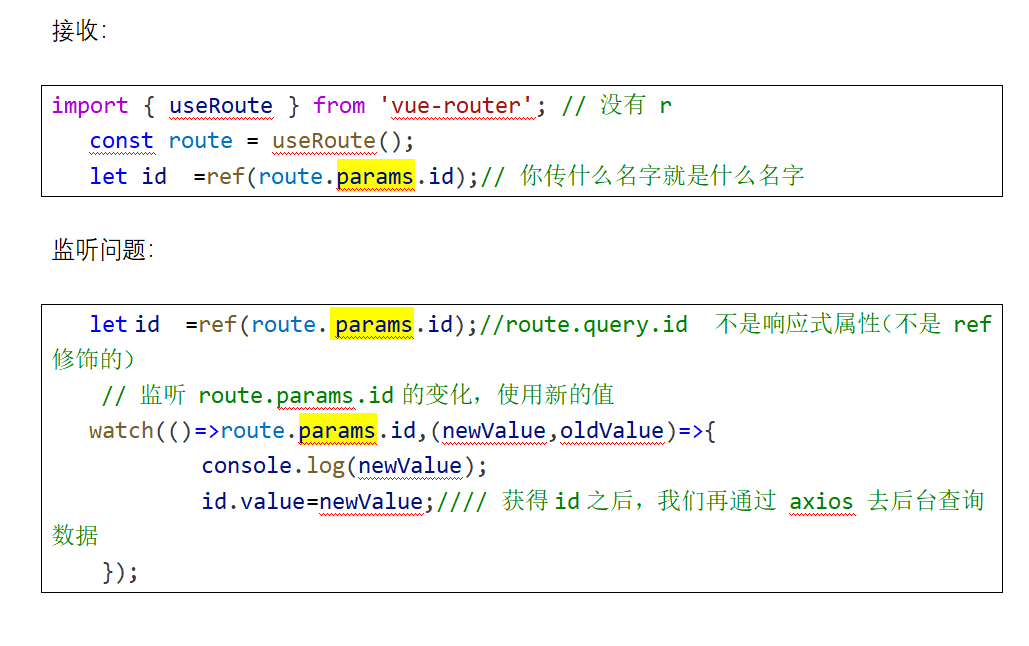 接收：
import { useRoute } from 'vue-router'; // 没有 r
const route = useRoute();
let id  =ref(route.params.id);// 你传什么名字就是什么名字
监听问题：
let id  =ref(route. params.id);//route.query.id  不是响应式属性（不是 ref
修饰的）
// 监听 route.params.id 的变化，使用新的值
watch(()=>route.params.id,(newValue,oldValue)=>{
console.log(newValue);
id.value=newValue;//// 获得 id 之后，我们再通过 axios 去后台查询
数据
});